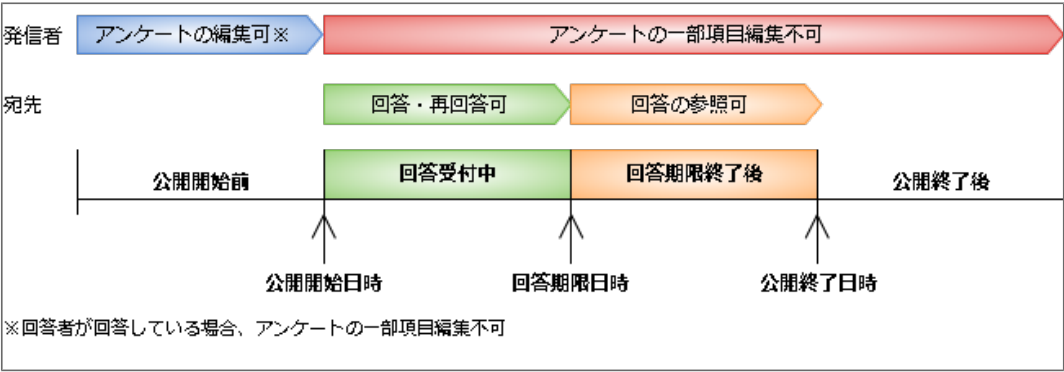 発信者
アンケートの編集可※
アンケートの一部項目編集不可
宛先
回答・再回答可
回答の参照可
公開開始前
回答受付中
回答期限終了後
公開終了後
公開開始日時
回答期限日時
公開終了日時
※回答者が回答している場合、アンケートの一部項目編集不可